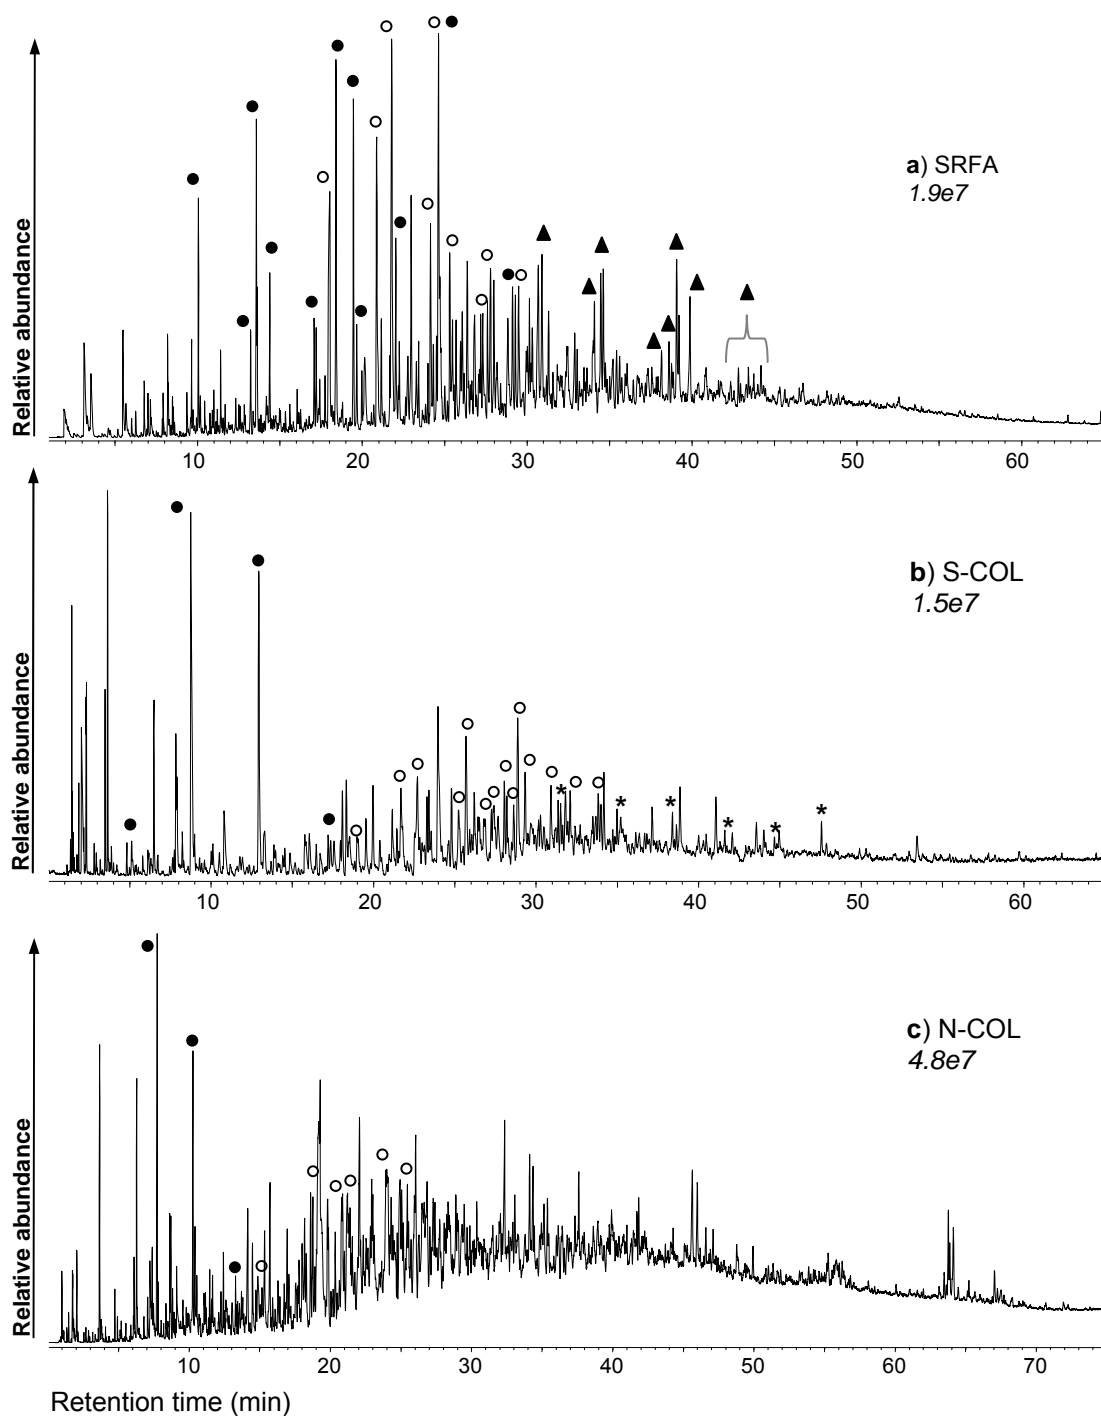 Relative abundance
a) SRFA
1.9e7
10 20 30 40 50 60
Relative abundance
b) S-COL
1.5e7
* * * * * *
10 20 30 40 50 60
Relative abundance
c) N-COL
4.8e7
10 20 30 40 50 60 70
Retention time (min)